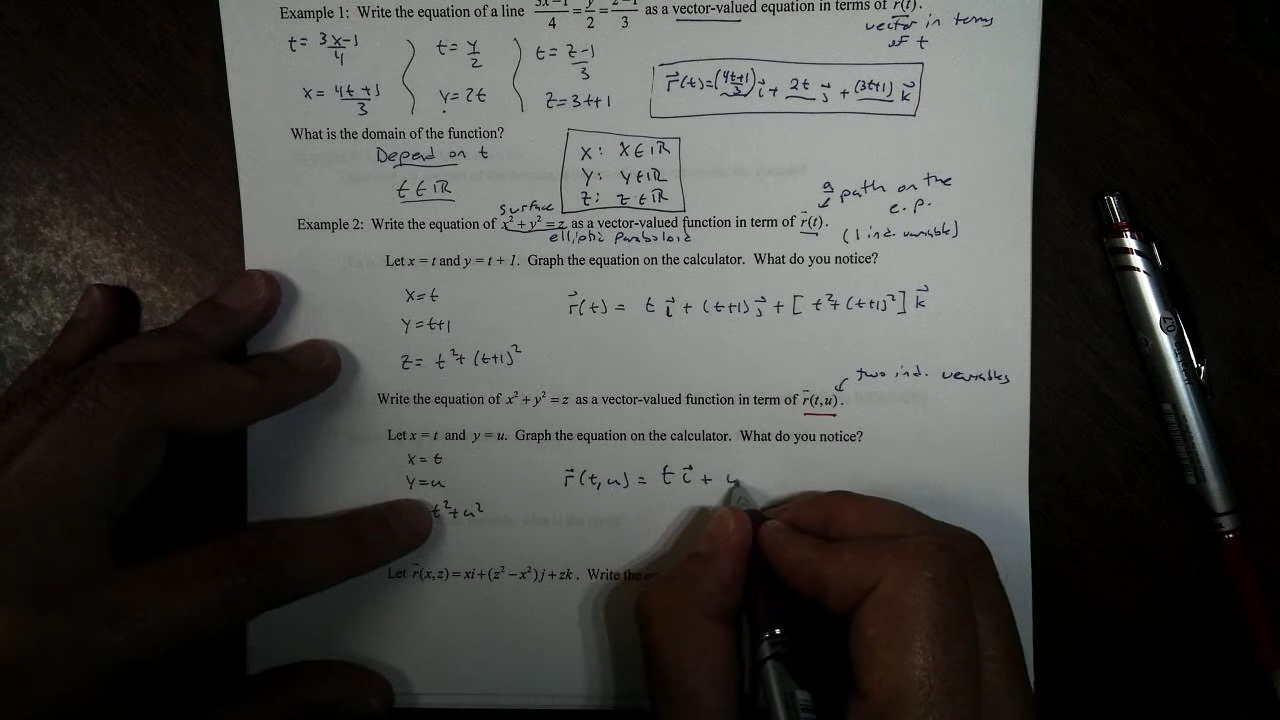 Example 1: Write the equation of a line (3x-1)/4 = y/2 = (z-1)/3 as a vector-valued equation in terms of r⃗(t).
vector in terms
of t
t = (3x-1)/4
t = y/2
t = (z-1)/3
x = (4t+1)/3
y = 2t
z = 3t+1
r⃗(t) = ((4t+1)/3) i⃗ + 2t j⃗ + (3t+1) k⃗
What is the domain of the function?
Depend on t
t ∈ ℝ
x: x ∈ ℝ
y: y ∈ ℝ
z: z ∈ ℝ
a path on the
e.p.
(1 ind. variable)
surface
Example 2: Write the equation of x² + y² = z as a vector-valued function in term of r⃗(t).
elliptic paraboloid
Let x = t and y = t + 1. Graph the equation on the calculator. What do you notice?
x = t
y = t+1
z = t² + (t+1)²
r⃗(t) = t i⃗ + (t+1) j⃗ + [t² + (t+1)²] k⃗
two ind. variables
Write the equation of x² + y² = z as a vector-valued function in term of r⃗(t,u).
Let x = t and y = u. Graph the equation on the calculator. What do you notice?
x = t
y = u
t² + u²
r⃗(t,u) = t i⃗ + u
Let r⃗(x,z) = xi + (z² − x²)j + zk. Write the